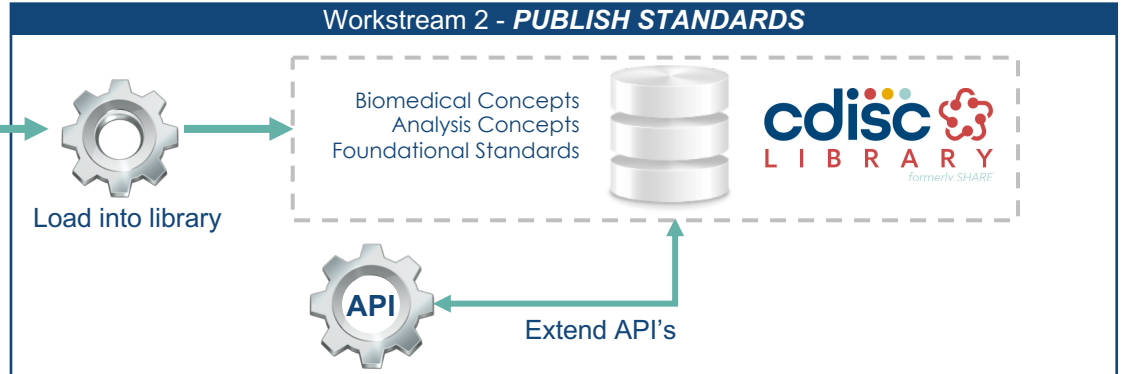 Workstream 2 - PUBLISH STANDARDS
Biomedical Concepts
Analysis Concepts
Foundational Standards
cdisc
LIBRARY
formerly SHARE
Load into library
API
Extend API's